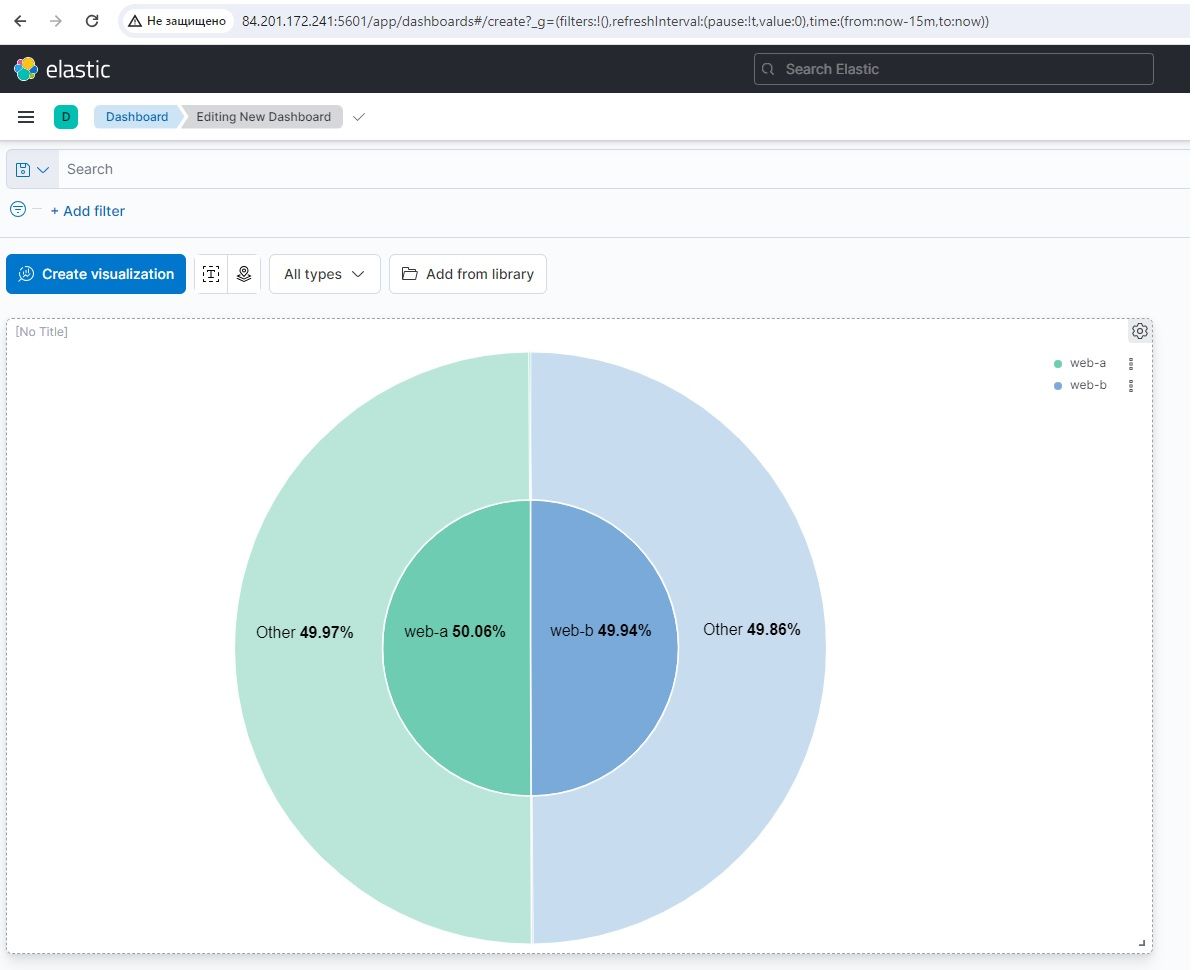 Не защищено 84.201.172.241:5601/app/dashboards#/create?_g=(filters:!(),refreshInterval:(pause:!t,value:0),time:(from:now-15m,to:now))
elastic
Search Elastic
D Dashboard Editing New Dashboard
Search
+ Add filter
Create visualization T All types Add from library
[No Title]
web-a
web-b
Other 49.97% web-a 50.06% web-b 49.94% Other 49.86%